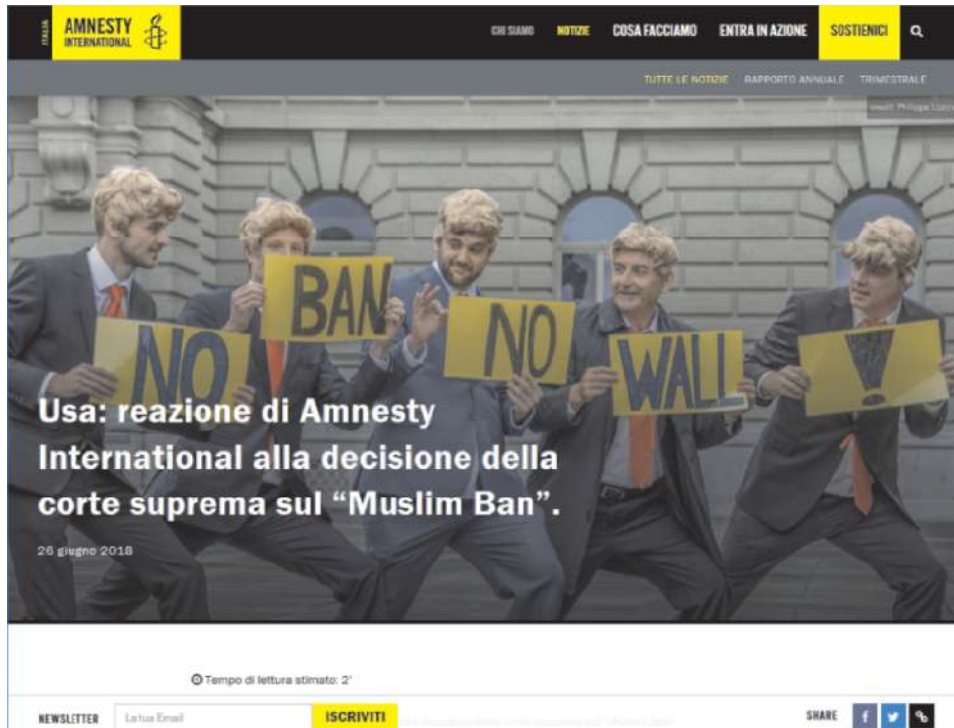 ITALIA
AMNESTY
INTERNATIONAL
CHI SIAMO NOTIZIE COSA FACCIAMO ENTRA IN AZIONE SOSTIENICI
TUTTE LE NOTIZIE RAPPORTO ANNUALE TRIMESTRALE
credit: Philippe
NO BAN NO WALL !
Usa: reazione di Amnesty
International alla decisione della
corte suprema sul “Muslim Ban”.
26 giugno 2018
Tempo di lettura stimato: 2'
NEWSLETTER La tua Email ISCRIVITI SHARE